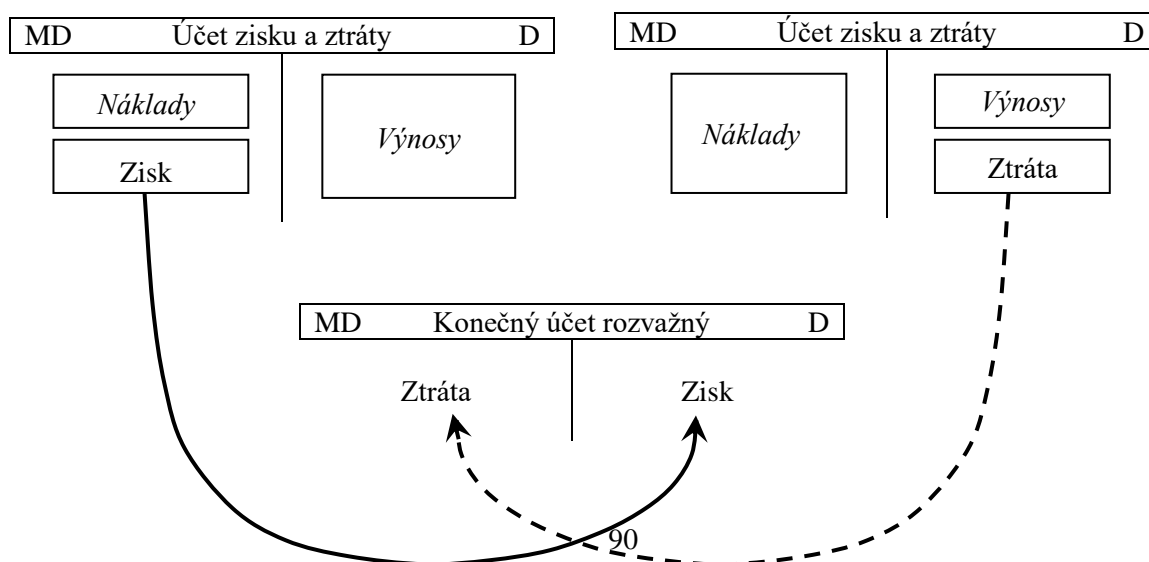 MD Účet zisku a ztráty D
MD Účet zisku a ztráty D
Náklady
Zisk
Výnosy
Náklady
Výnosy
Ztráta
MD Konečný účet rozvažný D
Ztráta Zisk
90